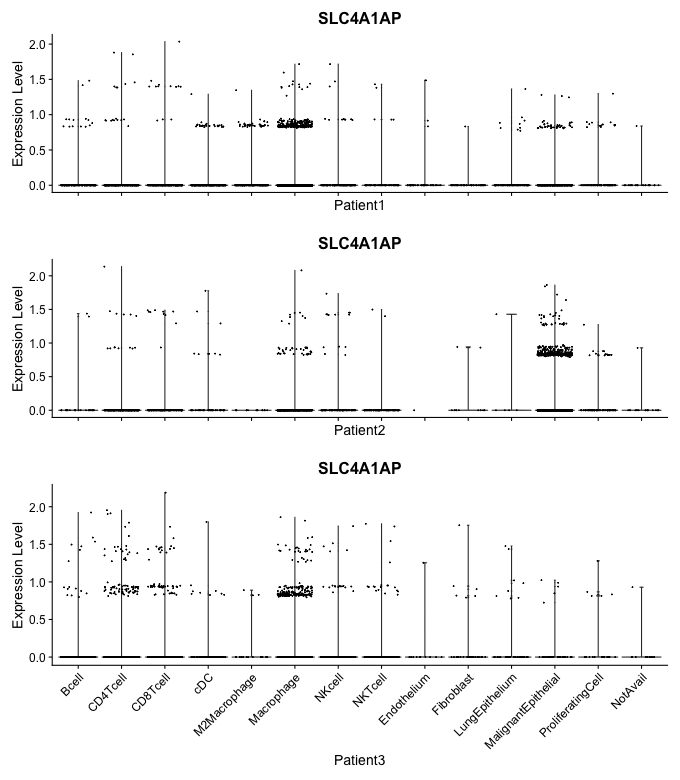 SLC4A1AP
Expression Level
2.0
1.5
1.0
0.5
0.0
Patient1
SLC4A1AP
Expression Level
2.0
1.5
1.0
0.5
0.0
Patient2
SLC4A1AP
Expression Level
2.0
1.5
1.0
0.5
0.0
Bcell
CD4Tcell
CD8Tcell
cDC
M2Macrophage
Macrophage
NKcell
NKTcell
Endothelium
Fibroblast
LungEpithelium
MalignantEpithelial
ProliferatingCell
NotAvail
Patient3